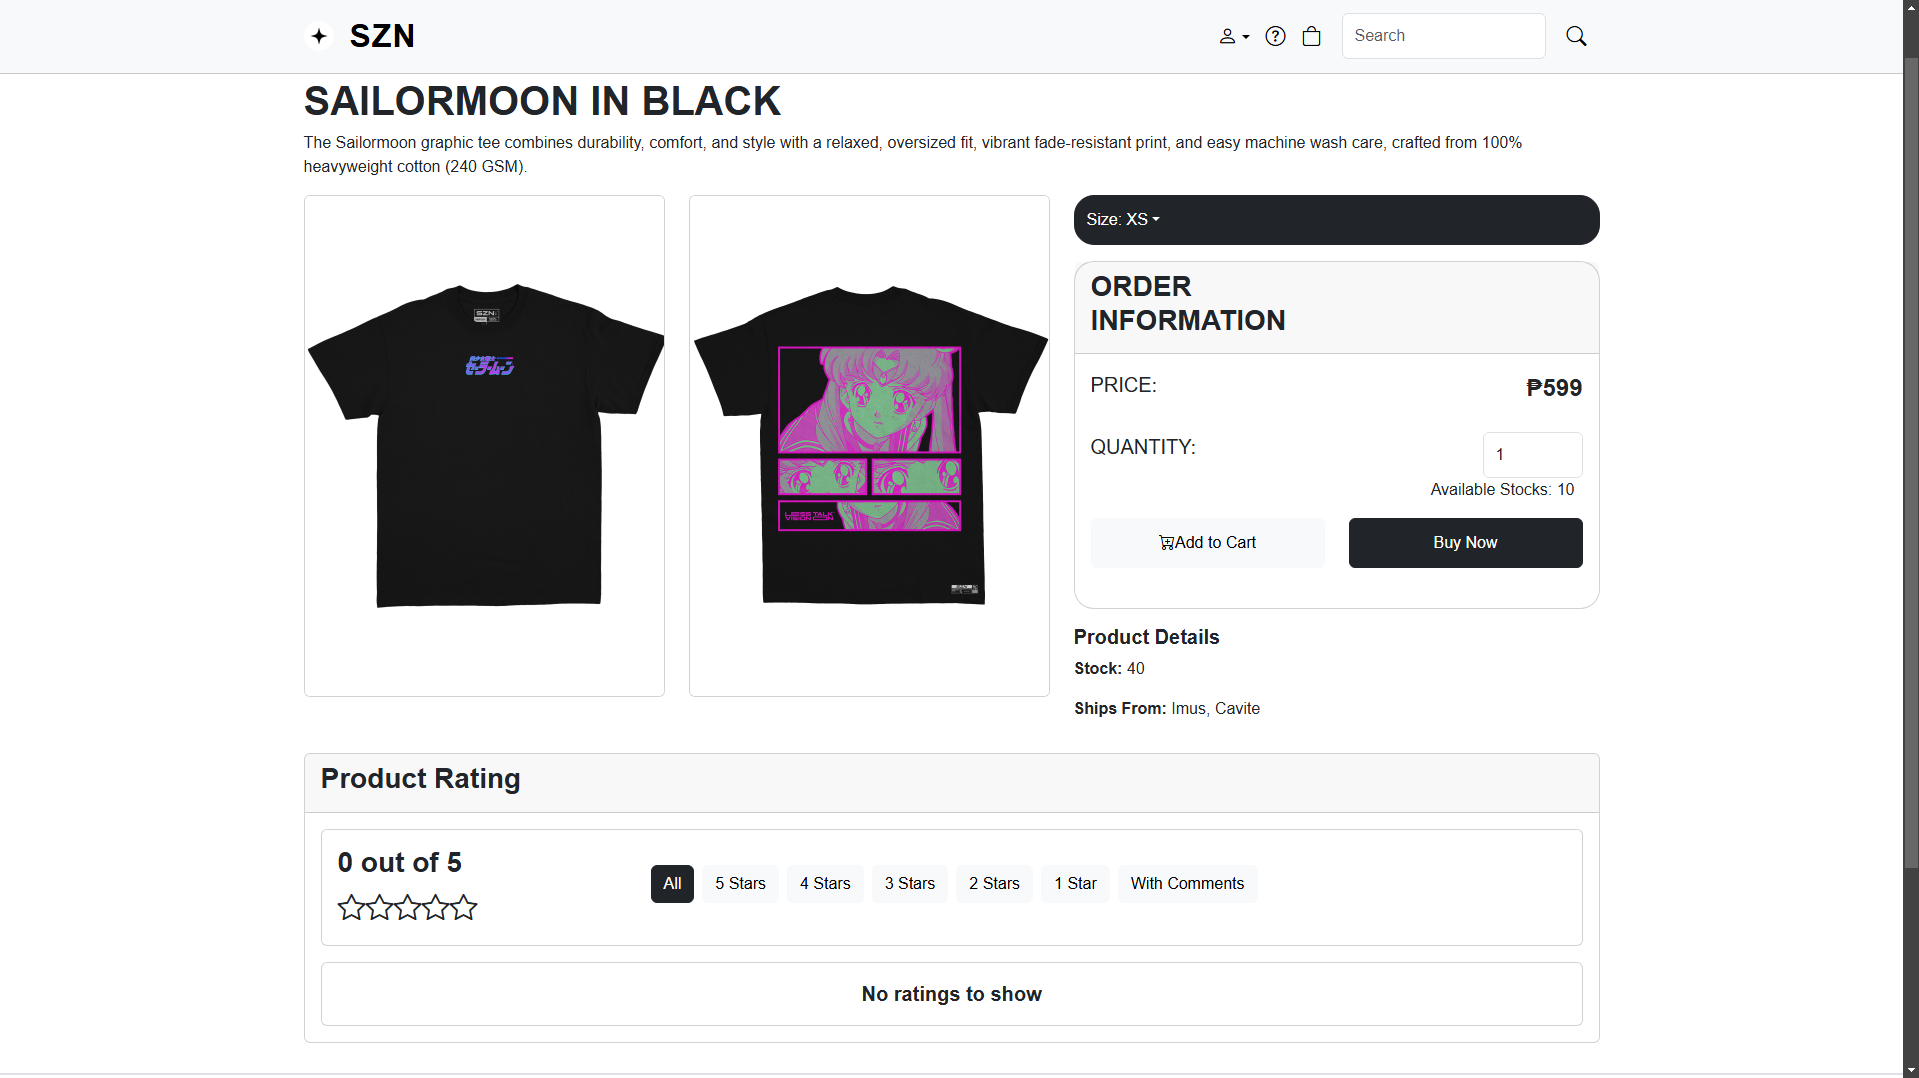 SZN
Search
SAILORMOON IN BLACK
The Sailormoon graphic tee combines durability, comfort, and style with a relaxed, oversized fit, vibrant fade-resistant print, and easy machine wash care, crafted from 100%
heavyweight cotton (240 GSM).
SZN
セーラームーン
LESS TALK
VISION ON
Size: XS
ORDER
INFORMATION
PRICE:
₱599
QUANTITY:
1
Available Stocks: 10
Add to Cart
Buy Now
Product Details
Stock: 40
Ships From: Imus, Cavite
Product Rating
0 out of 5
All
5 Stars
4 Stars
3 Stars
2 Stars
1 Star
With Comments
No ratings to show